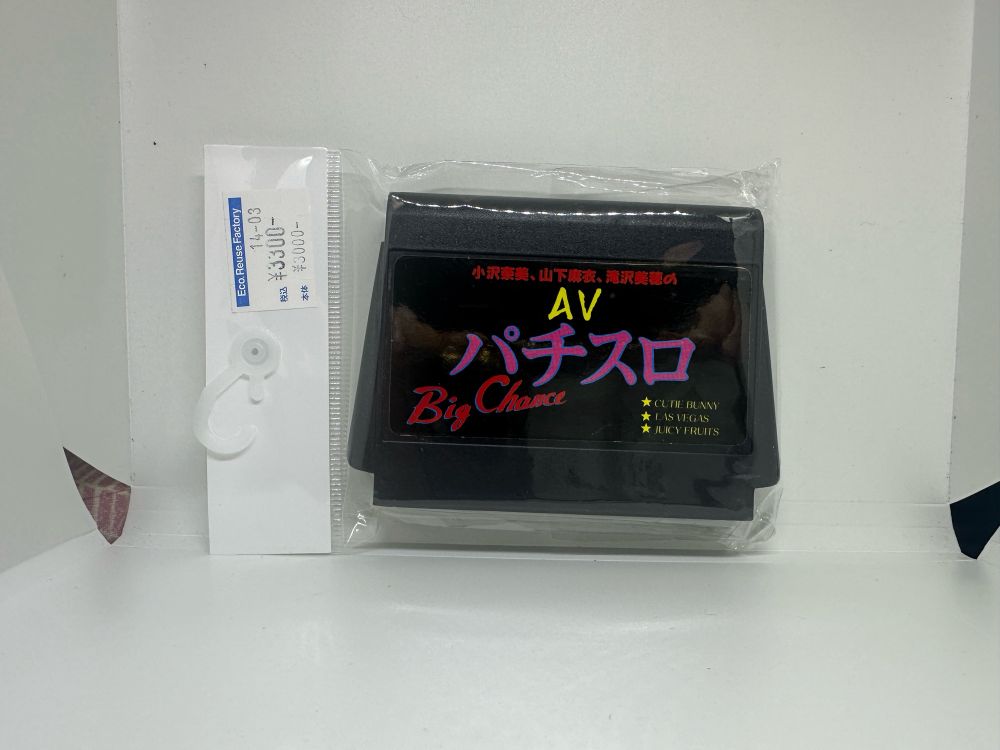 Eco.Reuse Factory
14-03
税込 ¥3300-
本体 ¥3000-
小沢奈美、山下麻衣、滝沢美穂の
AV
パチスロ
Big Chance
★ CUTIE BUNNY
★ LAS VEGAS
★ JUICY FRUITS